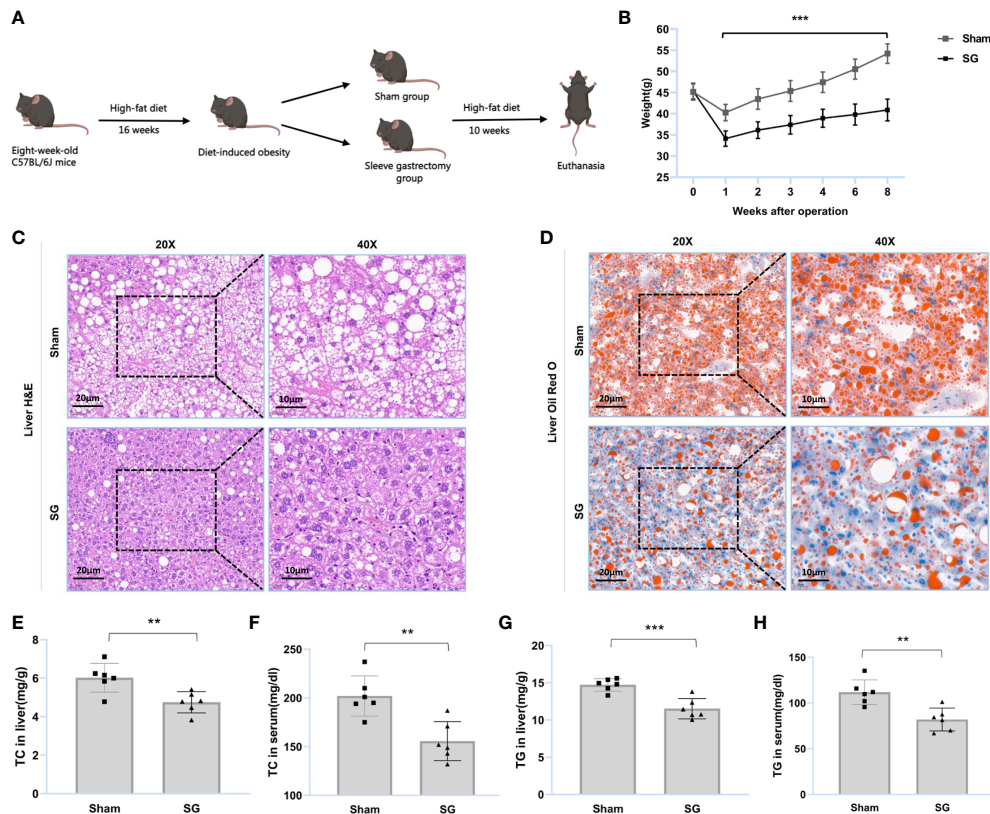 A
Eight-week-old
C57BL/6J mice
High-fat diet
16 weeks
Diet-induced obesity
Sham group
Sleeve gastrectomy
group
High-fat diet
10 weeks
Euthanasia
B
***
Weight(g)
60
55
50
45
40
35
30
25
0 1 2 3 4 6 8
Weeks after operation
Sham
SG
C
20X 40X
Liver H&E
Sham
20μm 10μm
SG
20μm 10μm
D
20X 40X
Liver Oil Red O
Sham
20μm 10μm
SG
20μm 10μm
E
**
TC in liver(mg/g)
8
6
4
2
0
Sham SG
F
**
TC in serum(mg/dl)
250
200
150
100
Sham SG
G
***
TG in liver(mg/g)
20
15
10
5
0
Sham SG
H
**
TG in serum(mg/dl)
150
100
50
0
Sham SG